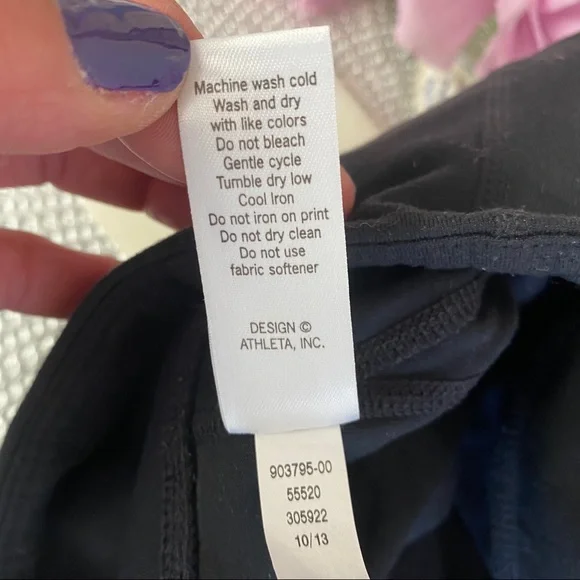 Machine wash cold
Wash and dry
with like colors
Do not bleach
Gentle cycle
Tumble dry low
Cool Iron
Do not iron on print
Do not dry clean
Do not use
fabric softener
DESIGN ©
ATHLETA, INC.
903795-00
55520
305922
10/13